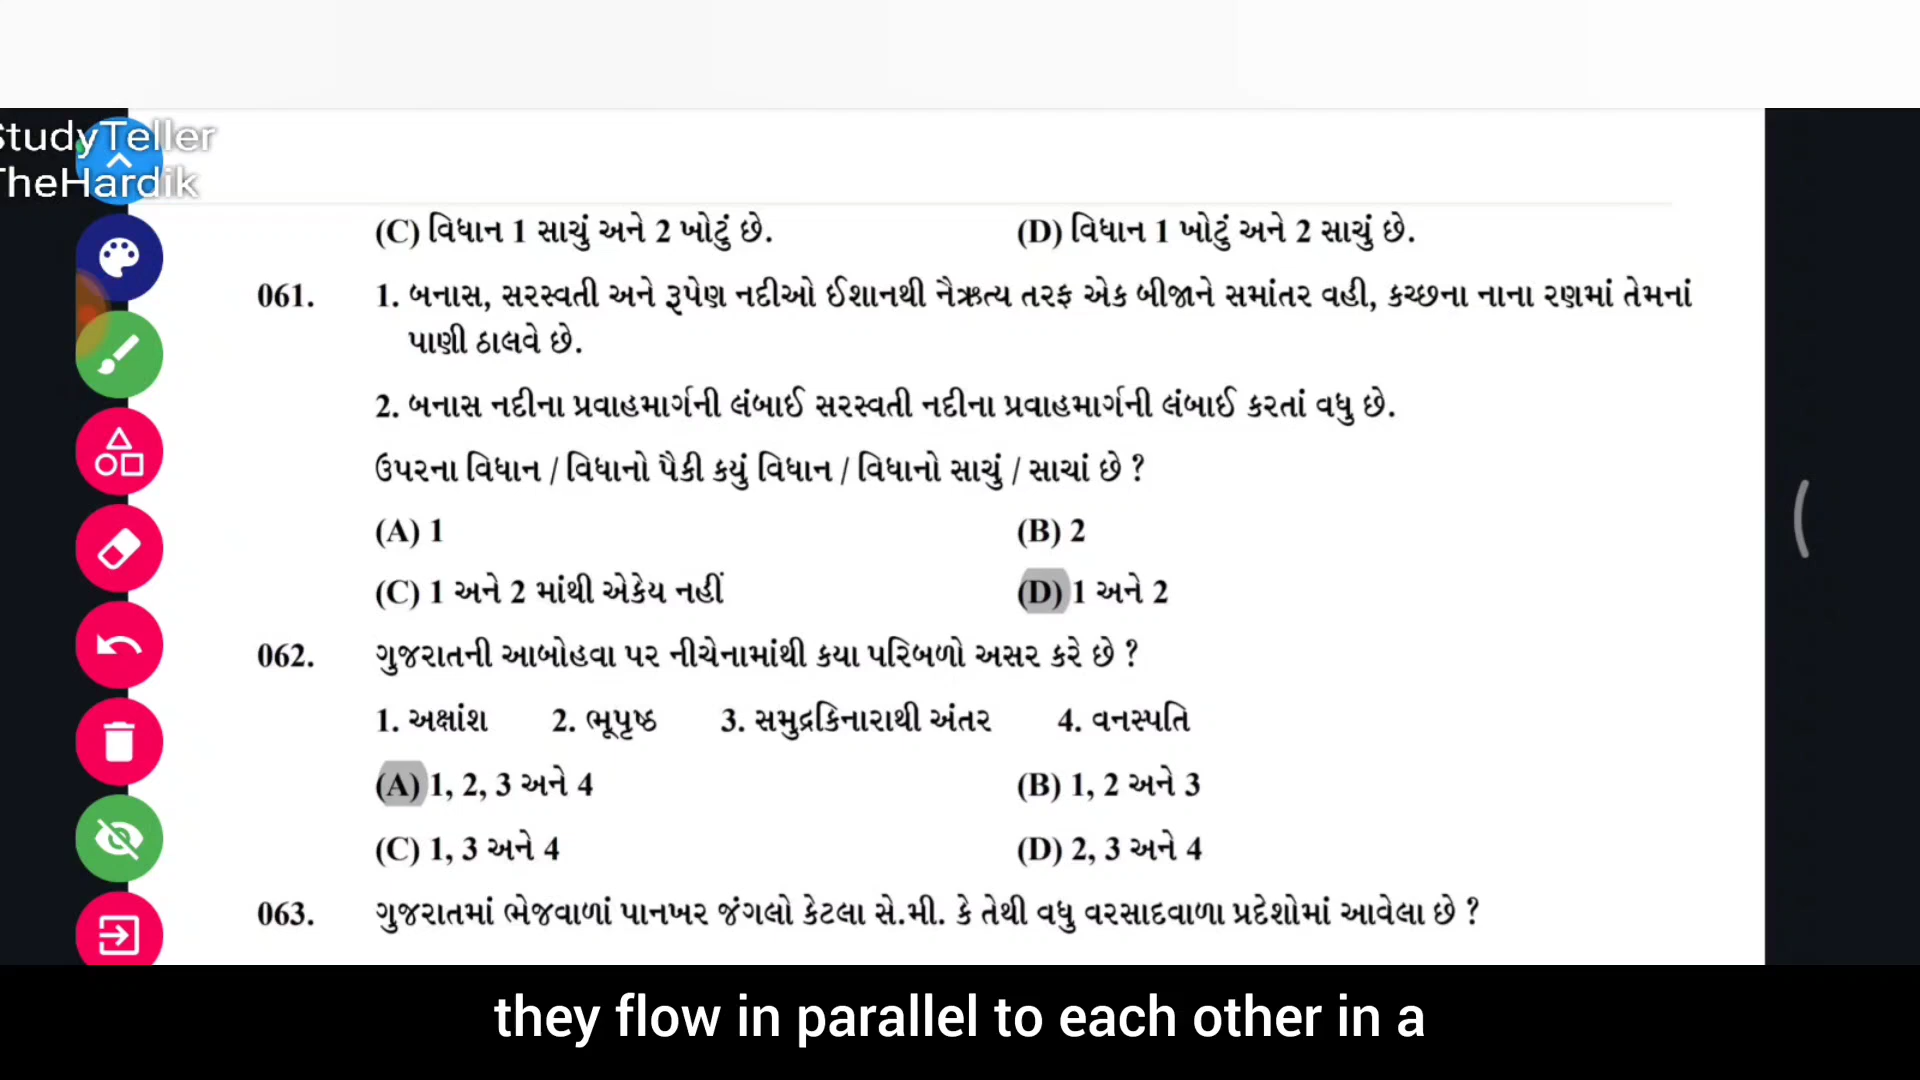 StudyTeller
TheHardik
(C) વિધાન 1 સાચું અને 2 ખોટું છે. (D) વિધાન 1 ખોટું અને 2 સાચું છે.
061. 1. બનાસ, સરસ્વતી અને રૂપેણ નદીઓ ઈશાનથી નૈઋત્ય તરફ એક બીજાને સમાંતર વહી, કચ્છના નાના રણમાં તેમનાં
પાણી ઠાલવે છે.
2. બનાસ નદીના પ્રવાહમાર્ગની લંબાઈ સરસ્વતી નદીના પ્રવાહમાર્ગની લંબાઈ કરતાં વધુ છે.
ઉપરના વિધાન / વિધાનો પૈકી કયું વિધાન / વિધાનો સાચું / સાચાં છે ?
(A) 1 (B) 2
(C) 1 અને 2 માંથી એકેય નહીં (D) 1 અને 2
062. ગુજરાતની આબોહવા પર નીચેનામાંથી કયા પરિબળો અસર કરે છે ?
1. અક્ષાંશ 2. ભૂપૃષ્ઠ 3. સમુદ્રકિનારાથી અંતર 4. વનસ્પતિ
(A) 1, 2, 3 અને 4 (B) 1, 2 અને 3
(C) 1, 3 અને 4 (D) 2, 3 અને 4
063. ગુજરાતમાં ભેજવાળાં પાનખર જંગલો કેટલા સે.મી. કે તેથી વધુ વરસાદવાળા પ્રદેશોમાં આવેલા છે ?
they flow in parallel to each other in a